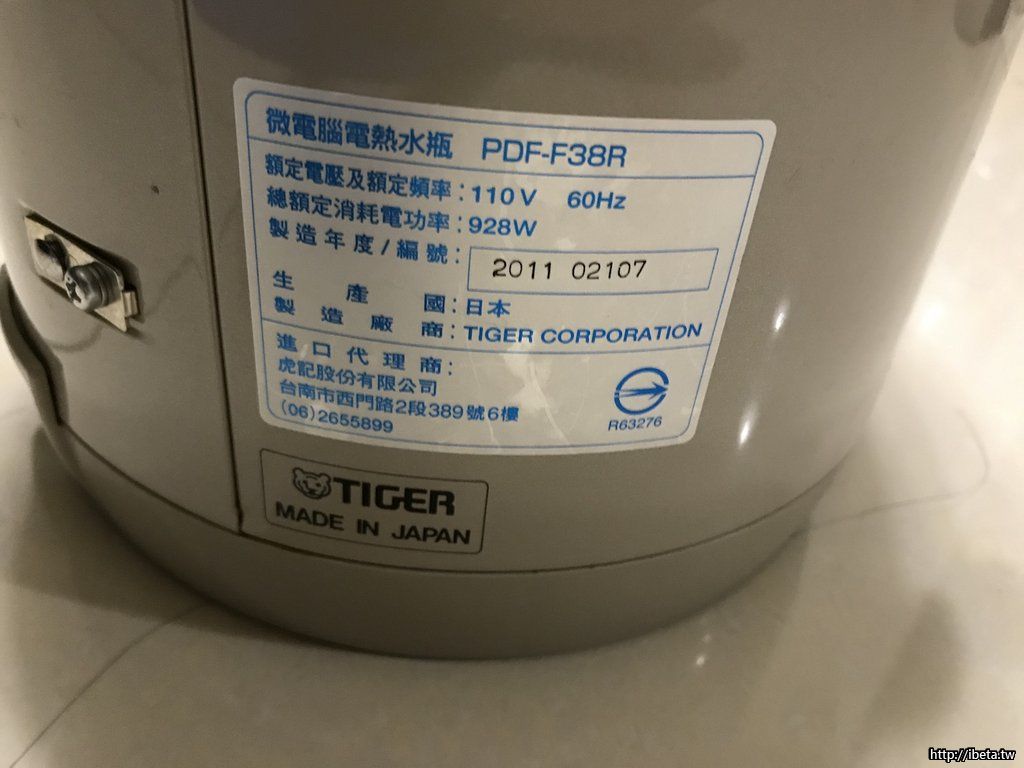 微電腦電熱水瓶 PDF-F38R
額定電壓及額定頻率：110V 60Hz
總額定消耗電功率：928W
製造年度/編號：2011 02107
生產國：日本
製造廠商：TIGER CORPORATION
進口代理商：
虎記股份有限公司
台南市西門路2段389號6樓
(06)2655899
R63276
TIGER
MADE IN JAPAN
http://ibeta.tw